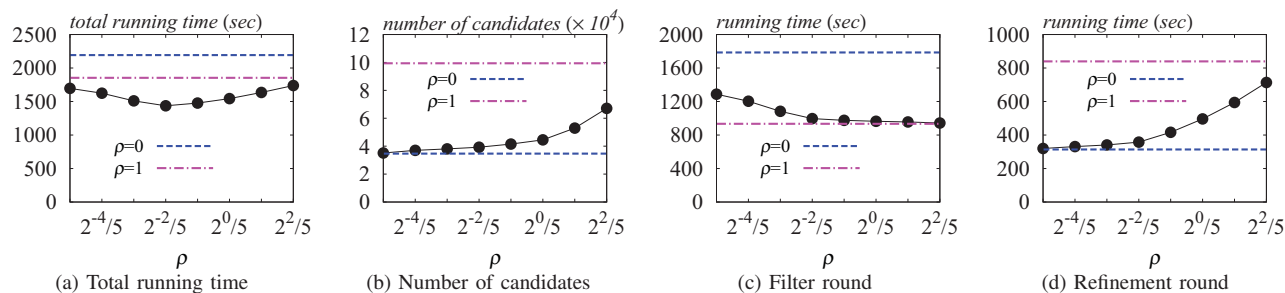 total running time (sec)
2500
2000
1500
1000
500
0
ρ=0
ρ=1
2^-4/5
2^-2/5
2^0/5
2^2/5
ρ
(a) Total running time
number of candidates (× 10^4)
12
10
8
6
4
2
0
ρ=0
ρ=1
2^-4/5
2^-2/5
2^0/5
2^2/5
ρ
(b) Number of candidates
running time (sec)
2000
1600
1200
800
400
0
ρ=0
ρ=1
2^-4/5
2^-2/5
2^0/5
2^2/5
ρ
(c) Filter round
running time (sec)
1000
800
600
400
200
0
ρ=0
ρ=1
2^-4/5
2^-2/5
2^0/5
2^2/5
ρ
(d) Refinement round